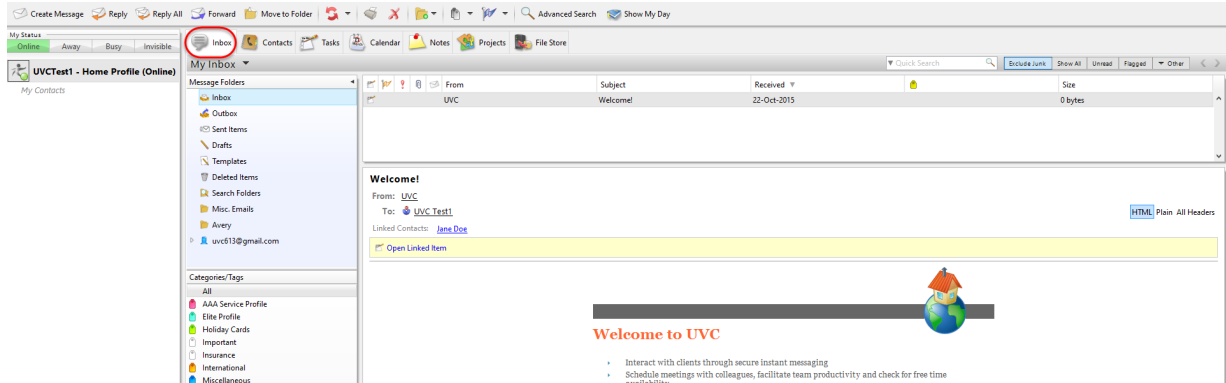 Create Message Reply Reply All Forward Move to Folder Advanced Search Show My Day
My Status
Online Away Busy Invisible
Inbox Contacts Tasks Calendar Notes Projects File Store
UVCTest1 - Home Profile (Online)
My Contacts
My Inbox Quick Search Exclude Junk Show All Unread Flagged Other
Message Folders
Inbox
Outbox
Sent Items
Drafts
Templates
Deleted Items
Search Folders
Misc. Emails
Avery
uvc613@gmail.com
Categories/Tags
All
AAA Service Profile
Elite Profile
Holiday Cards
Important
Insurance
International
Miscellaneous
From Subject Received Size
UVC Welcome! 22-Oct-2015 0 bytes
Welcome!
From: UVC
To: UVC Test1
HTML Plain All Headers
Linked Contacts: Jane Doe
Open Linked Item
Welcome to UVC
Interact with clients through secure instant messaging
Schedule meetings with colleagues, facilitate team productivity and check for free time
availability